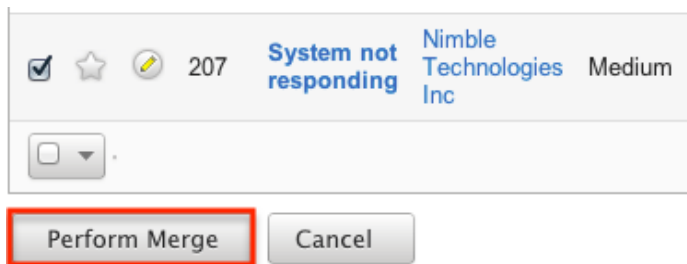 207 System not responding Nimble Technologies Inc Medium
Perform Merge Cancel